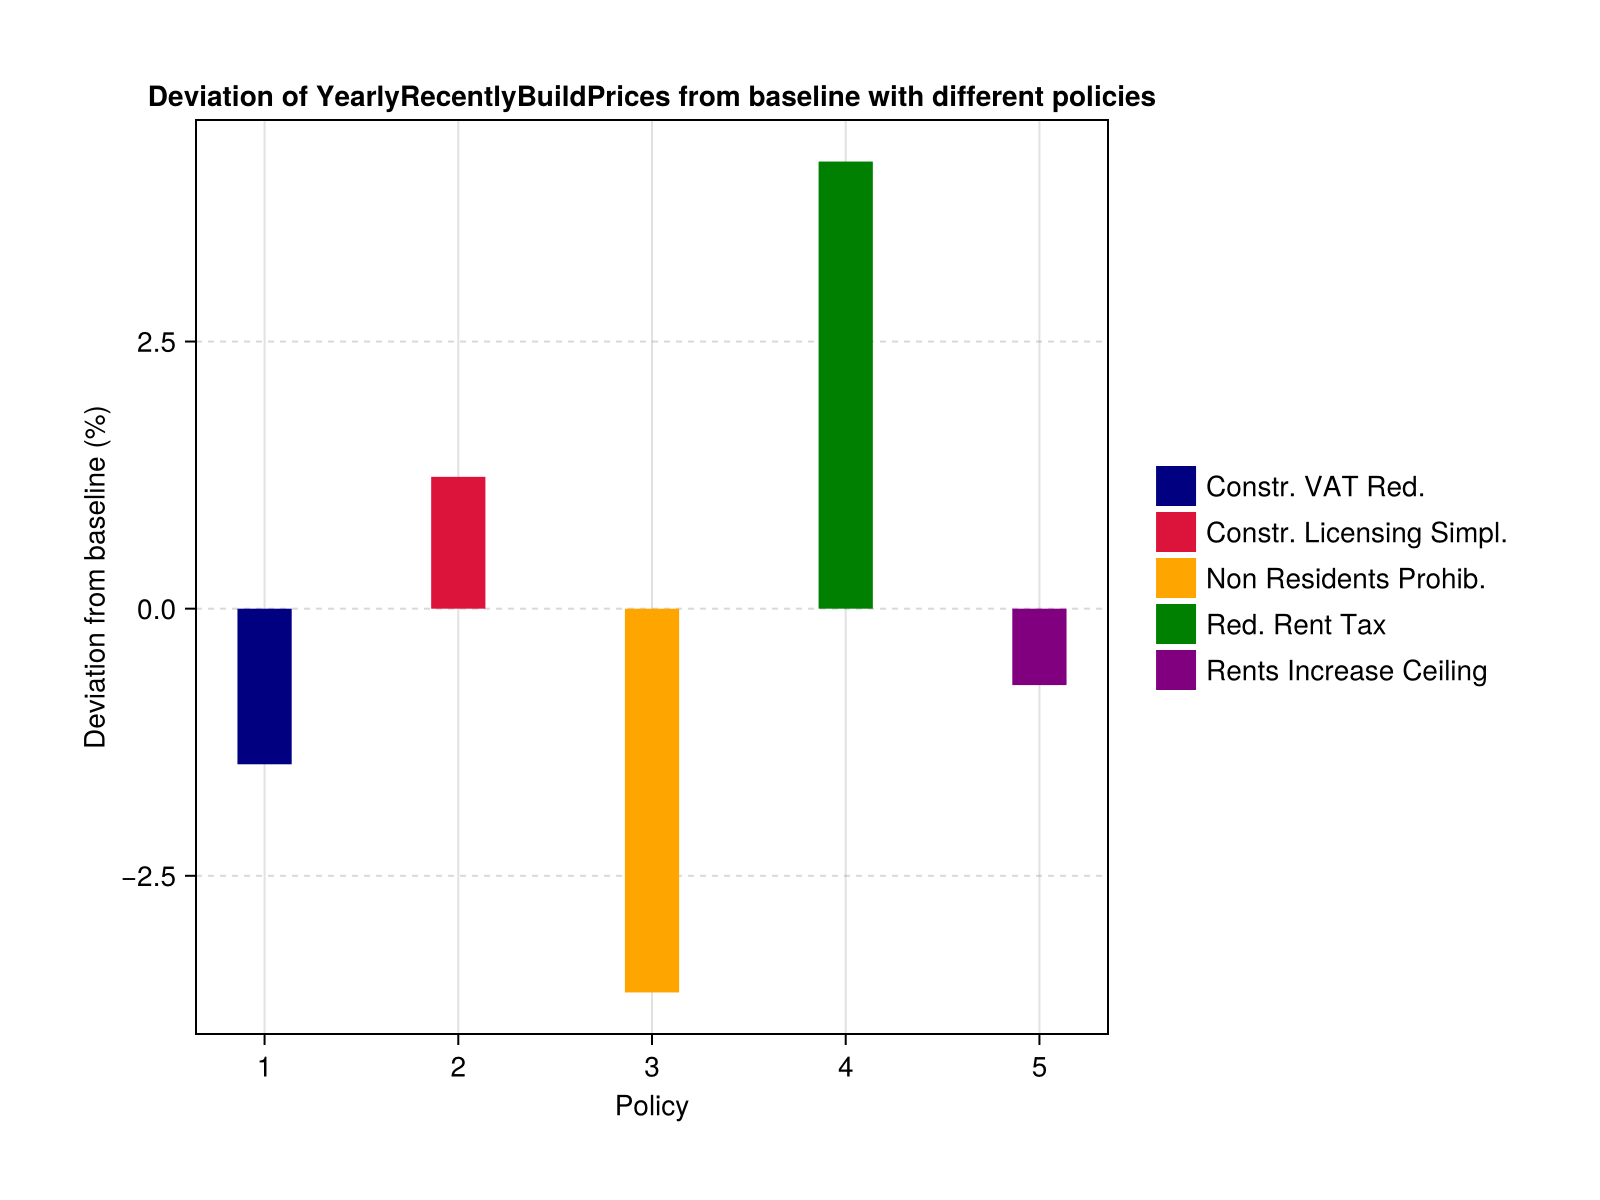 Deviation of YearlyRecentlyBuildPrices from baseline with different policies
Deviation from baseline (%)
2.5
0.0
−2.5
1 2 3 4 5
Policy
Constr. VAT Red.
Constr. Licensing Simpl.
Non Residents Prohib.
Red. Rent Tax
Rents Increase Ceiling